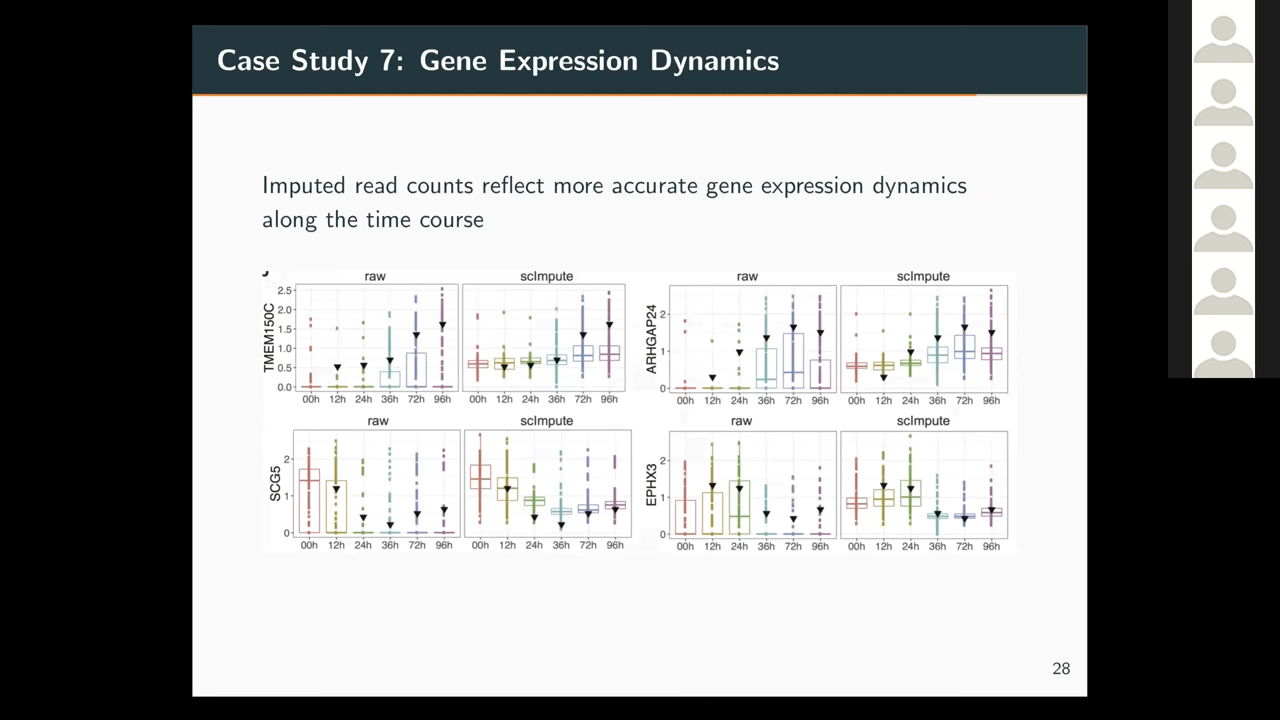 Case Study 7: Gene Expression Dynamics
Imputed read counts reflect more accurate gene expression dynamics
along the time course
raw
scImpute
TMEM150C
2.5
2.0
1.5
1.0
0.5
0.0
00h 12h 24h 36h 72h 96h
00h 12h 24h 36h 72h 96h
raw
scImpute
ARHGAP24
2
1
0
00h 12h 24h 36h 72h 96h
00h 12h 24h 36h 72h 96h
raw
scImpute
SCG5
2
1
0
00h 12h 24h 36h 72h 96h
00h 12h 24h 36h 72h 96h
raw
scImpute
EPHX3
2
1
0
00h 12h 24h 36h 72h 96h
00h 12h 24h 36h 72h 96h
28